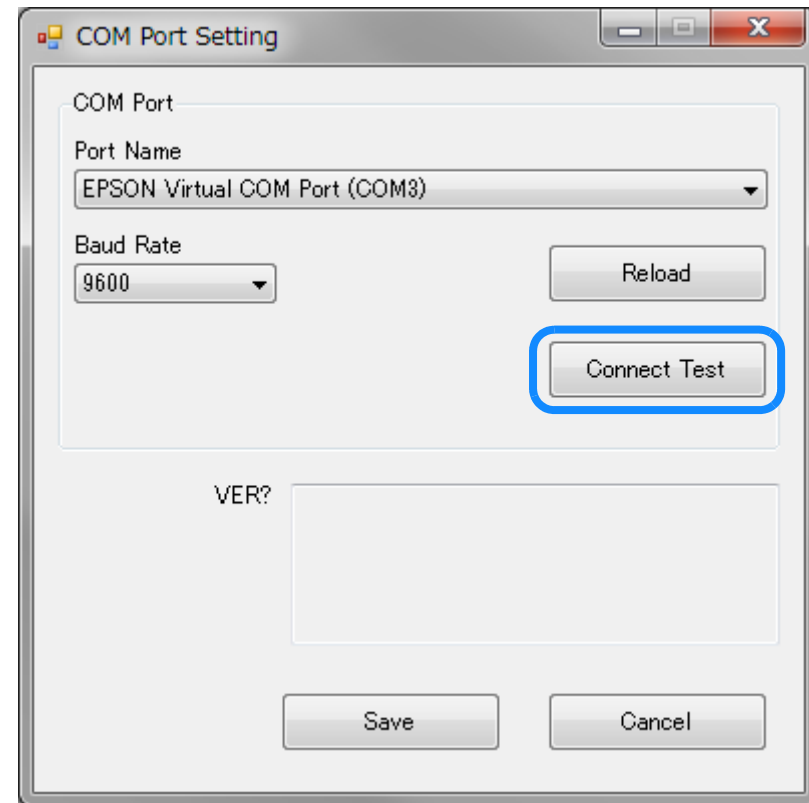 COM Port Setting
COM Port
Port Name
EPSON Virtual COM Port (COM3)
Baud Rate
9600
Reload
Connect Test
VER?
Save
Cancel